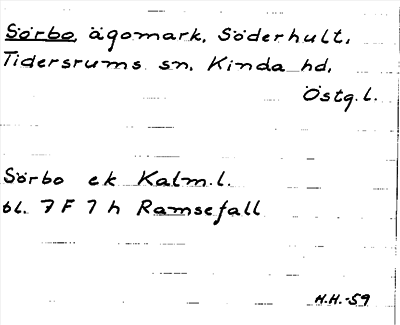 Sörbo, ägomark, Söderhult,
Tidersrums sn, Kinda hd,
Östg.l.
Sörbo ek Kalm.l.
bl. 7 F 7 h Ramsefall
H.H.-59